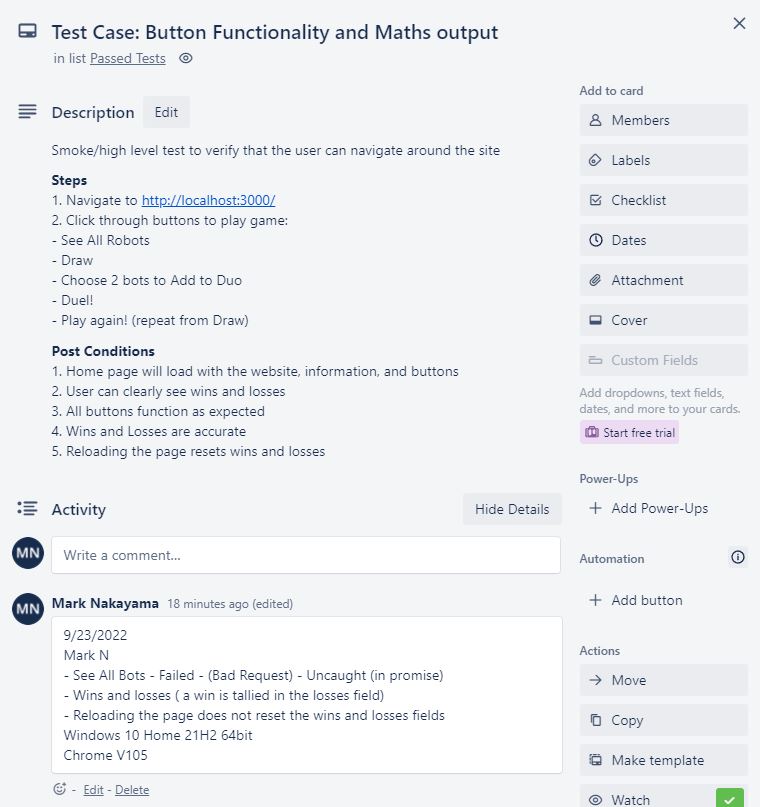 Test Case: Button Functionality and Maths output
in list Passed Tests
Description
Edit
Smoke/high level test to verify that the user can navigate around the site
Steps
1. Navigate to http://localhost:3000/
2. Click through buttons to play game:
- See All Robots
- Draw
- Choose 2 bots to Add to Duo
- Duel!
- Play again! (repeat from Draw)
Post Conditions
1. Home page will load with the website, information, and buttons
2. User can clearly see wins and losses
3. All buttons function as expected
4. Wins and Losses are accurate
5. Reloading the page resets wins and losses
Activity
Hide Details
MN
Write a comment...
MN
Mark Nakayama 18 minutes ago (edited)
9/23/2022
Mark N
- See All Bots - Failed - (Bad Request) - Uncaught (in promise)
- Wins and losses ( a win is tallied in the losses field)
- Reloading the page does not reset the wins and losses fields
Windows 10 Home 21H2 64bit
Chrome V105
- Edit - Delete
Add to card
Members
Labels
Checklist
Dates
Attachment
Cover
Custom Fields
Add dropdowns, text fields,
dates, and more to your cards.
Start free trial
Power-Ups
+ Add Power-Ups
Automation
+ Add button
Actions
Move
Copy
Make template
Watch